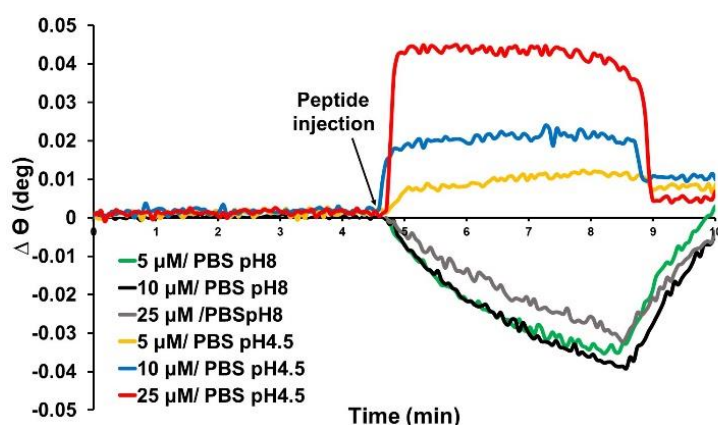 0.05
0.04
0.03
0.02
0.01
0
-0.01
-0.02
-0.03
-0.04
-0.05
Δ Θ (deg)
Peptide
injection
0 1 2 3 4 5 6 7 8 9 10
5 µM/ PBS pH8
10 µM/ PBS pH8
25 µM /PBSpH8
5 µM/ PBS pH4.5
10 µM/ PBS pH4.5
25 µM/ PBS pH4.5
Time (min)